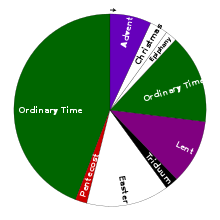 Advent
Christmas
Epiphany
Ordinary Time
Lent
Triduum
Easter
Pentecost
Ordinary Time